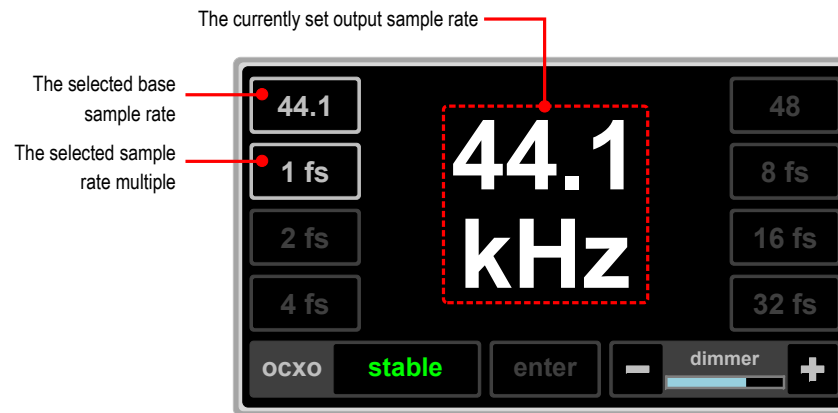 The currently set output sample rate
The selected base
sample rate
The selected sample
rate multiple
44.1
1 fs
2 fs
4 fs
44.1
kHz
48
8 fs
16 fs
32 fs
ocxo
stable
enter
−
dimmer
+